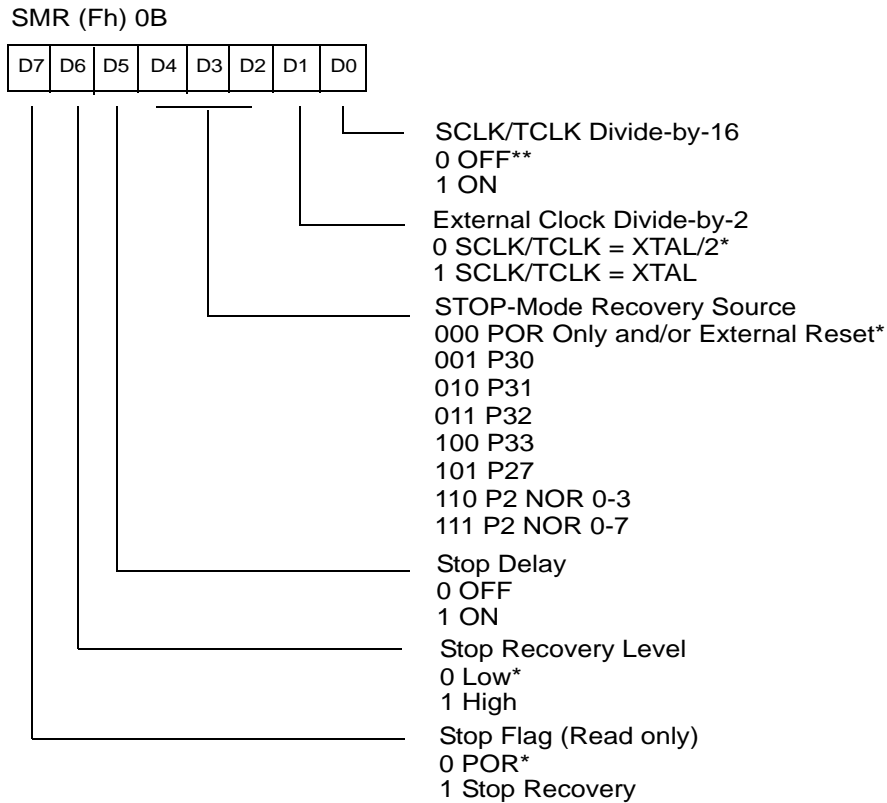 SMR (Fh) 0B
D7 D6 D5 D4 D3 D2 D1 D0
SCLK/TCLK Divide-by-16
0 OFF**
1 ON
External Clock Divide-by-2
0 SCLK/TCLK = XTAL/2*
1 SCLK/TCLK = XTAL
STOP-Mode Recovery Source
000 POR Only and/or External Reset*
001 P30
010 P31
011 P32
100 P33
101 P27
110 P2 NOR 0-3
111 P2 NOR 0-7
Stop Delay
0 OFF
1 ON
Stop Recovery Level
0 Low*
1 High
Stop Flag (Read only)
0 POR*
1 Stop Recovery